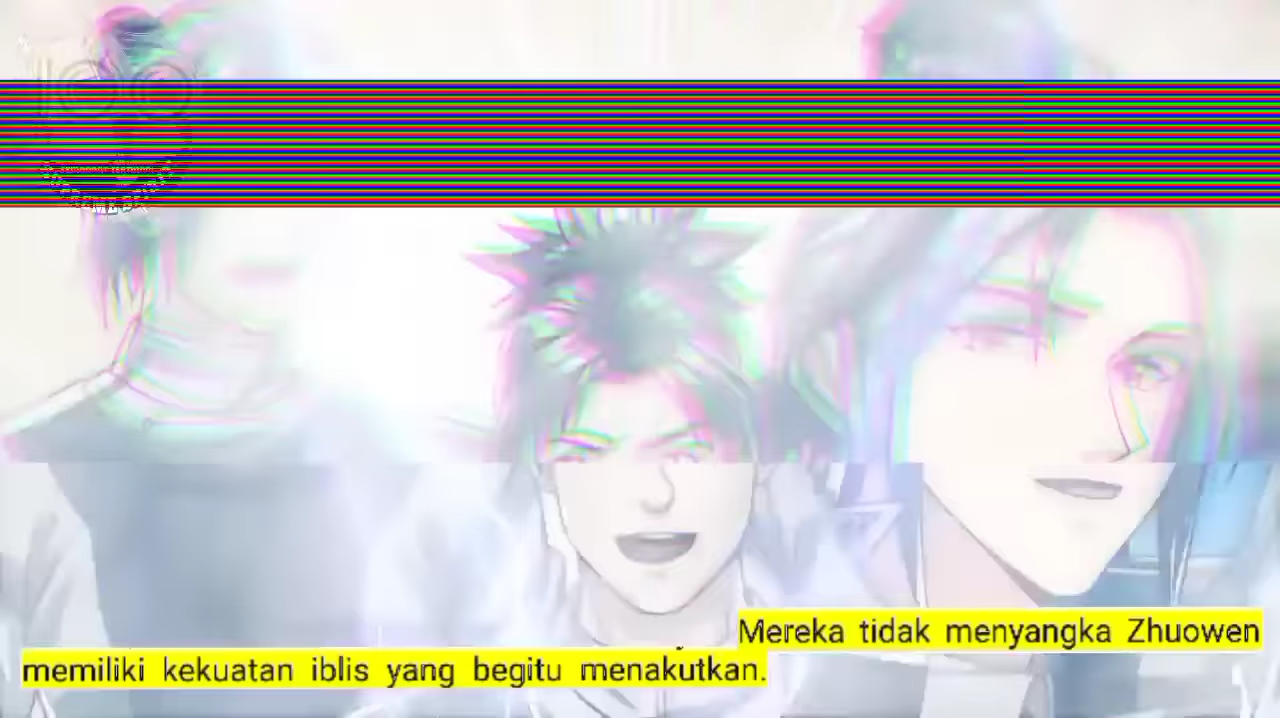 Mereka tidak menyangka Zhuowen
memiliki kekuatan iblis yang begitu menakutkan.